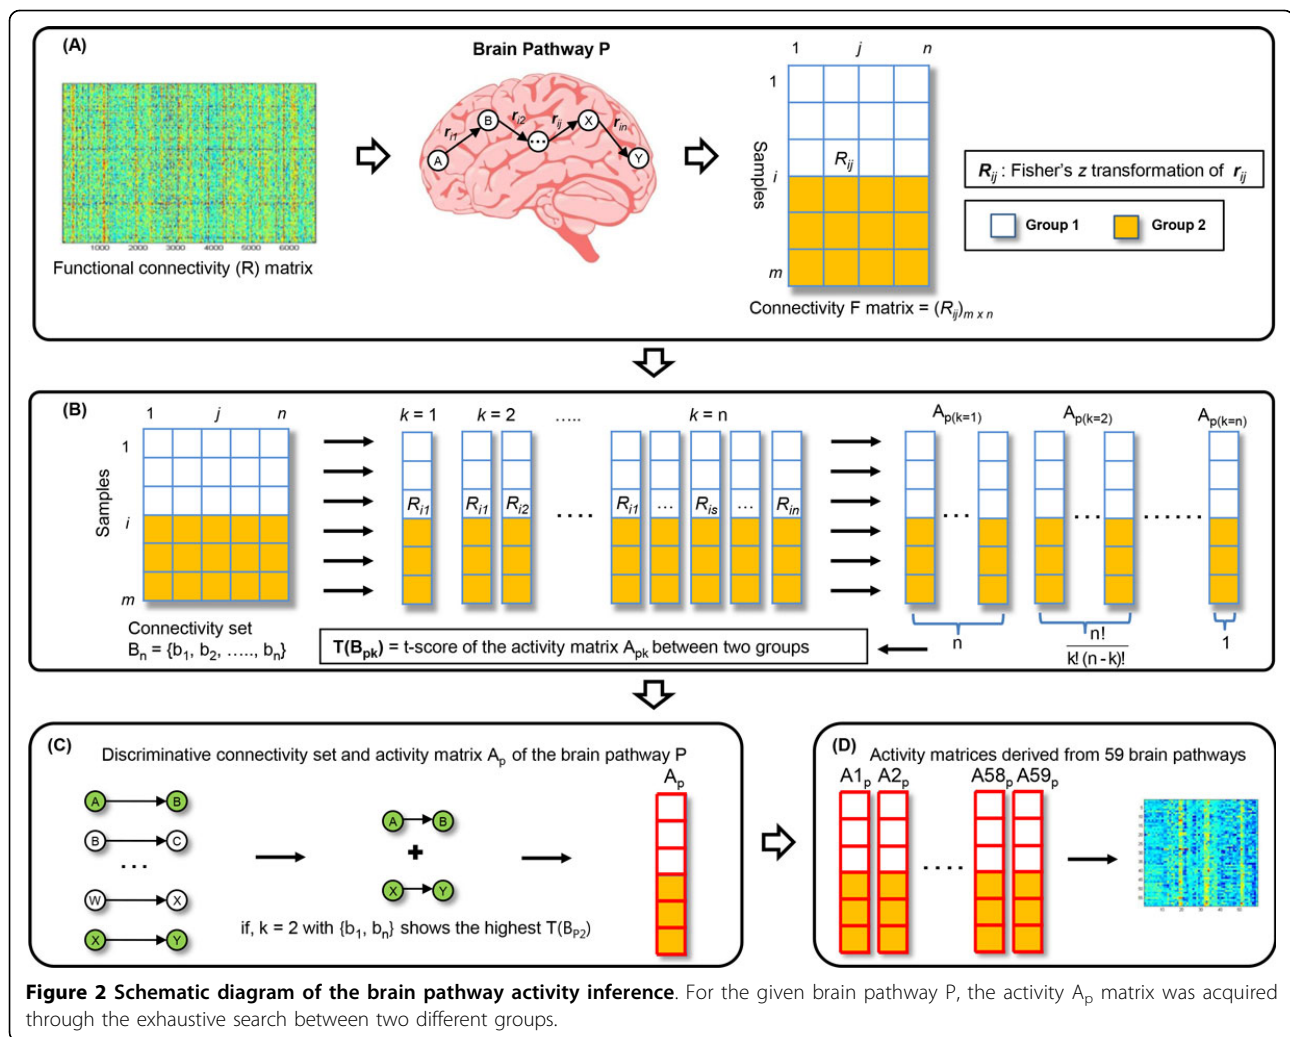 (A)
Brain Pathway P
1000 2000 3000 4000 5000 6000
Functional connectivity (R) matrix
A
r_i1
B
r_i2
...
r_ij
X
r_in
Y
1 j n
1
i
m
Samples
R_ij
Connectivity F matrix = (R_ij)_m x n
R_ij : Fisher's z transformation of r_ij
Group 1 Group 2
(B)
1 j n
1
i
m
Samples
Connectivity set
B_n = {b_1, b_2, ....., b_n}
k = 1 k = 2 ..... k = n
R_i1 R_i1 R_i2 .... R_i1 ... R_is ... R_in
A_p(k=1) A_p(k=2) A_p(k=n)
... ... ......
n
n!
k! (n - k)!
1
T(B_pk) = t-score of the activity matrix A_pk between two groups
(C)
Discriminative connectivity set and activity matrix A_p of the brain pathway P
A B
B C
...
W X
X Y
A B
+
X Y
if, k = 2 with {b_1, b_n} shows the highest T(B_P2)
A_p
(D)
Activity matrices derived from 59 brain pathways
A1_p A2_p A58_p A59_p
....
Figure 2 Schematic diagram of the brain pathway activity inference. For the given brain pathway P, the activity A_p matrix was acquired
through the exhaustive search between two different groups.